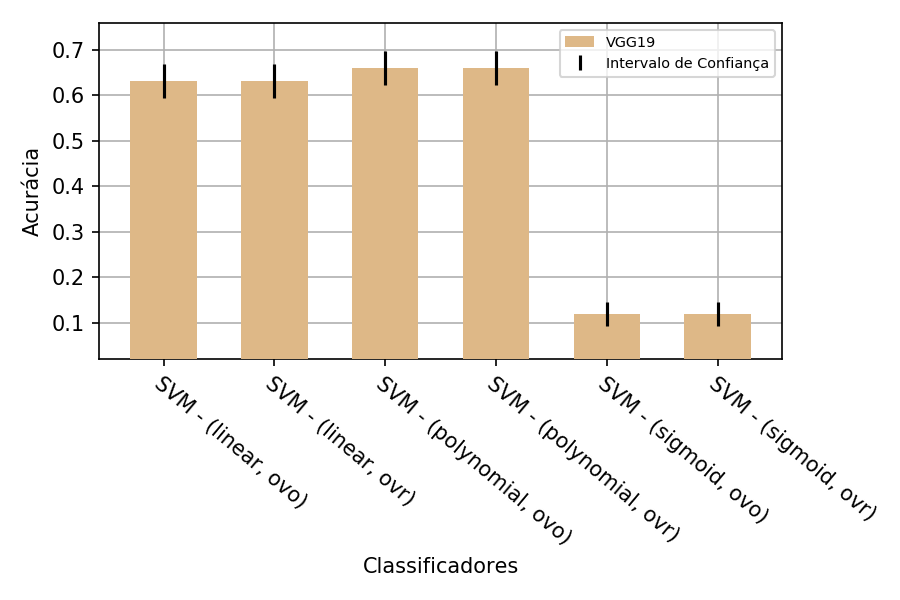 0.7
0.6
0.5
0.4
0.3
0.2
0.1
Acurácia
VGG19
Intervalo de Confiança
SVM - (linear, ovo)
SVM - (linear, ovr)
SVM - (polynomial, ovo)
SVM - (polynomial, ovr)
SVM - (sigmoid, ovo)
SVM - (sigmoid, ovr)
Classificadores